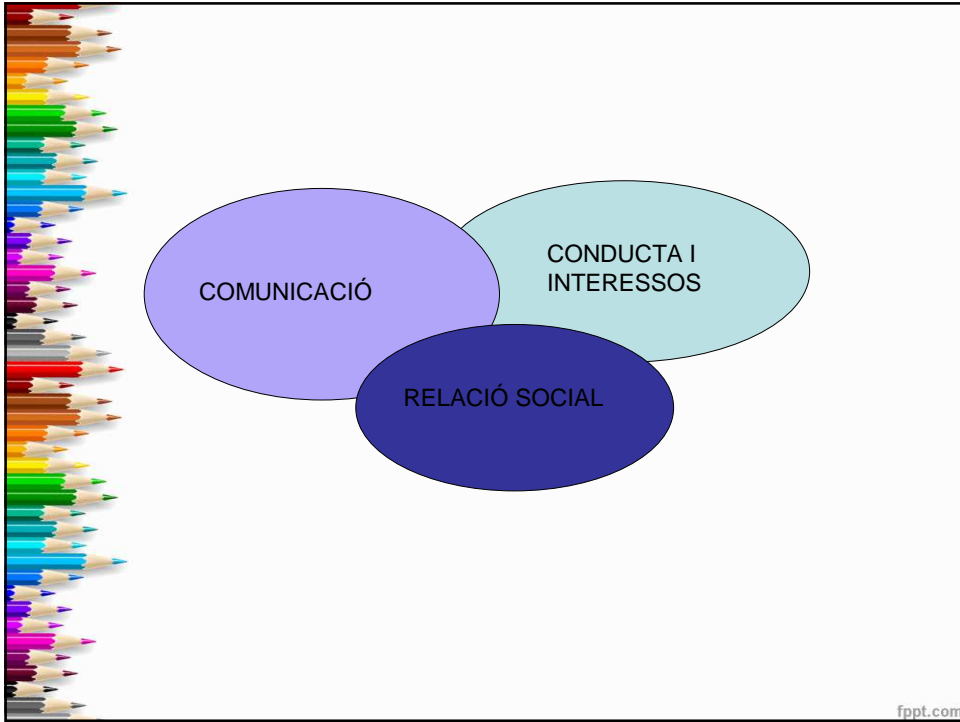 COMUNICACIÓ
CONDUCTA I
INTERESSOS
RELACIÓ SOCIAL
fppt.com